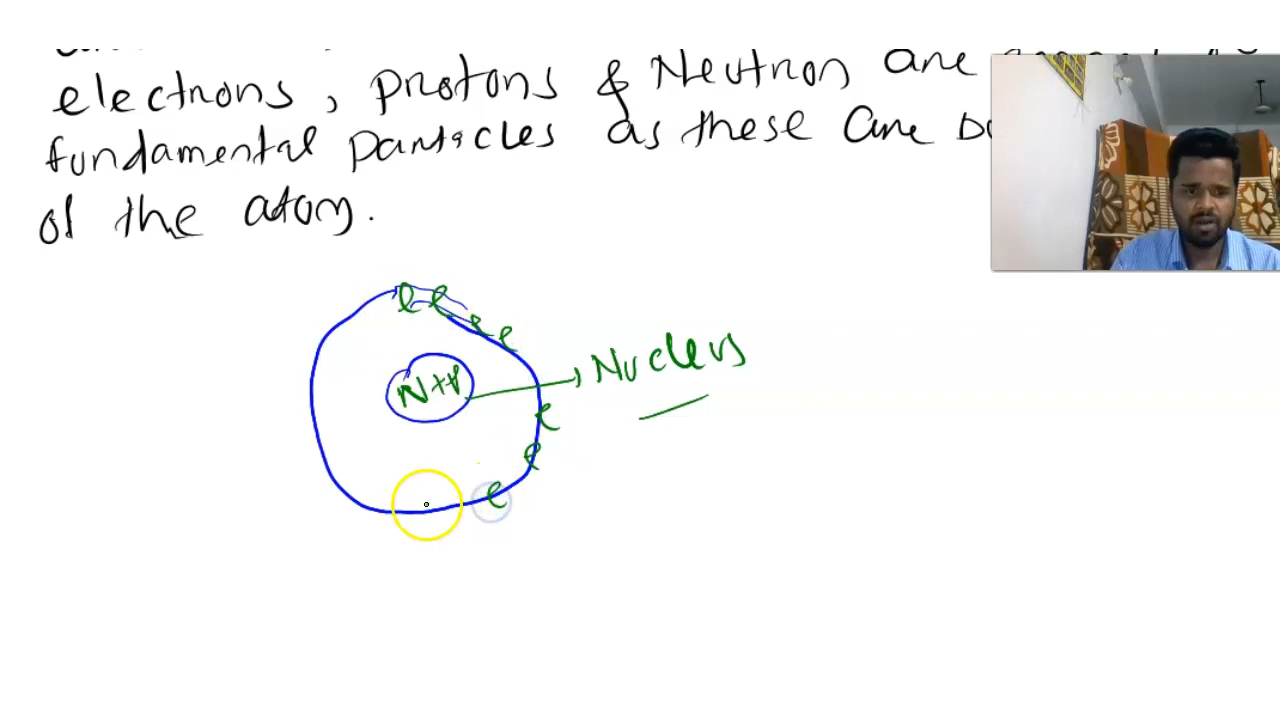 electrons, protons & Neutron are
fundamental particles as these are
of the atom.
e e e e
N+P
Nucleus
e
e
e